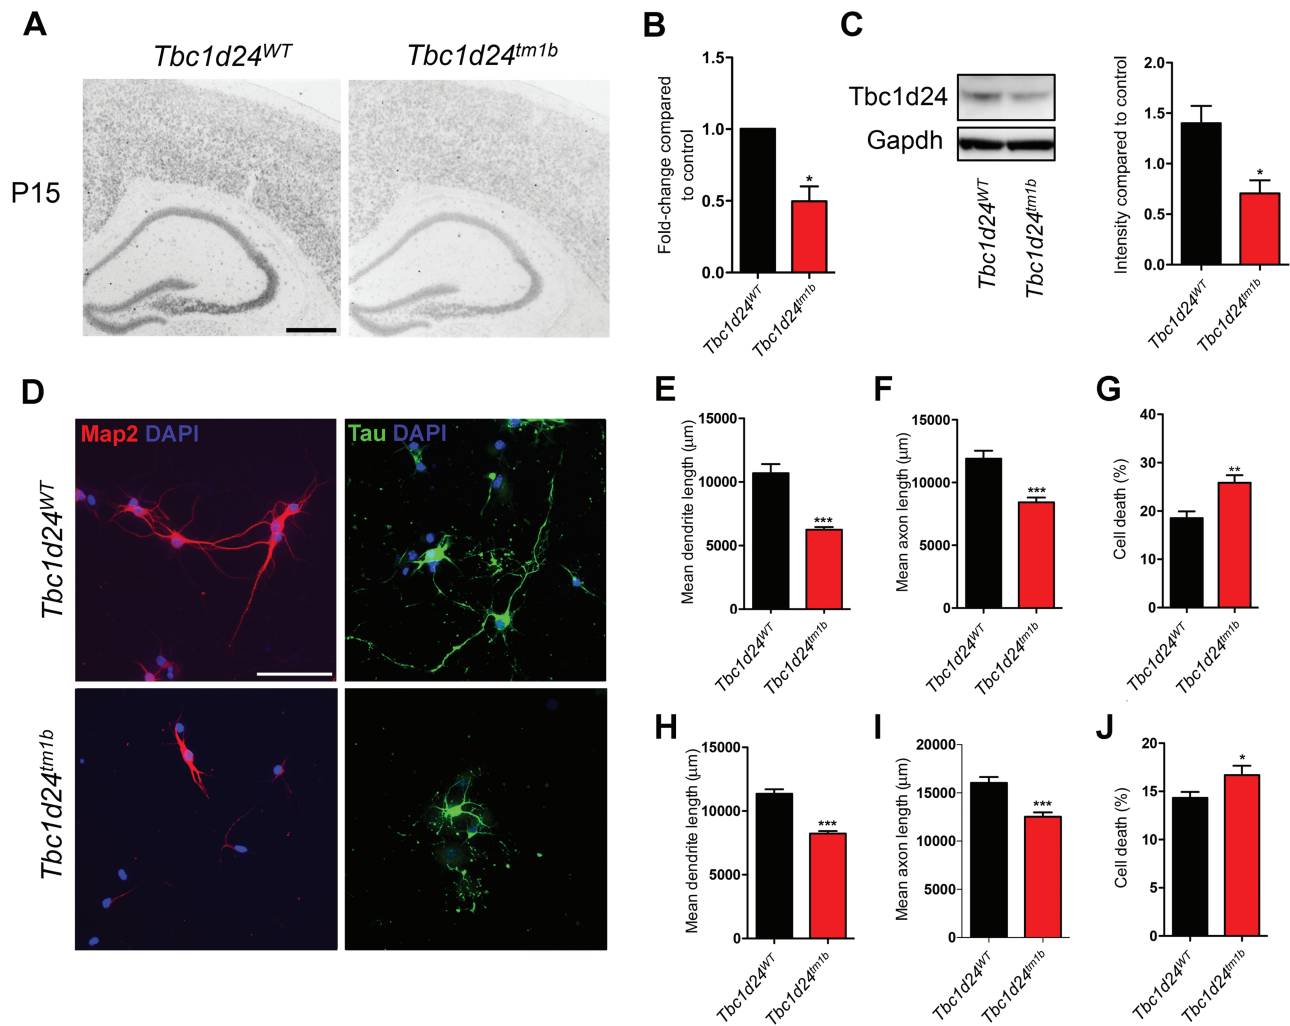 A
Tbc1d24WT
Tbc1d24tm1b
P15
B
Fold-change compared
to control
1.5
1.0
0.5
0.0
*
Tbc1d24WT
Tbc1d24tm1b
C
Tbc1d24
Gapdh
Tbc1d24WT
Tbc1d24tm1b
Intensity compared to control
2.0
1.5
1.0
0.5
0.0
*
Tbc1d24WT
Tbc1d24tm1b
D
Map2 DAPI
Tau DAPI
Tbc1d24WT
Tbc1d24tm1b
E
Mean dendrite length (μm)
15000
10000
5000
0
***
Tbc1d24WT
Tbc1d24tm1b
F
Mean axon length (μm)
15000
10000
5000
0
***
Tbc1d24WT
Tbc1d24tm1b
G
Cell death (%)
40
30
20
10
0
**
Tbc1d24WT
Tbc1d24tm1b
H
Mean dendrite length (μm)
15000
10000
5000
0
***
Tbc1d24WT
Tbc1d24tm1b
I
Mean axon length (μm)
20000
15000
10000
5000
0
***
Tbc1d24WT
Tbc1d24tm1b
J
Cell death (%)
20
15
10
5
0
*
Tbc1d24WT
Tbc1d24tm1b